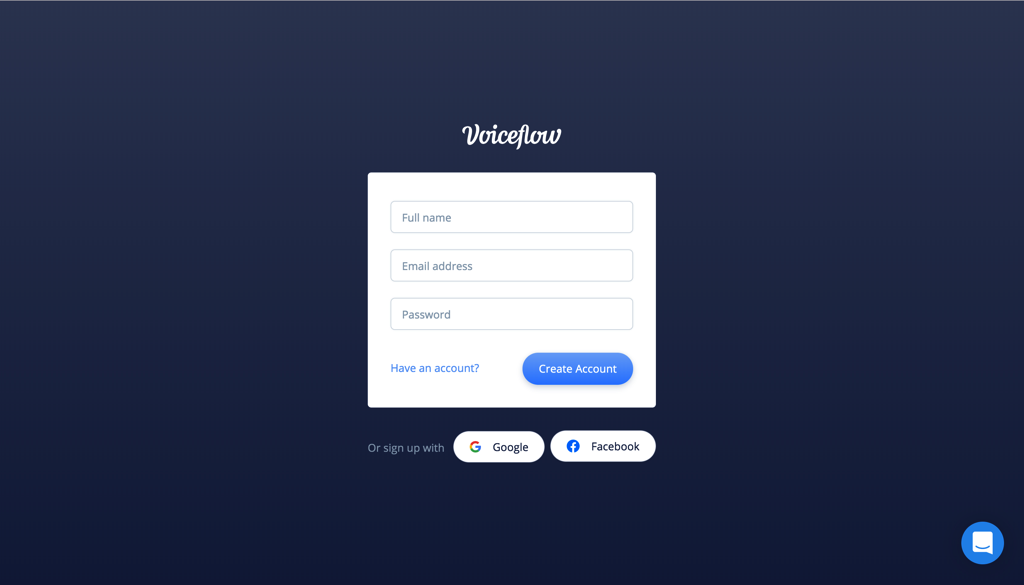 Voiceflow
Full name
Email address
Password
Have an account?
Create Account
Or sign up with
Google
Facebook